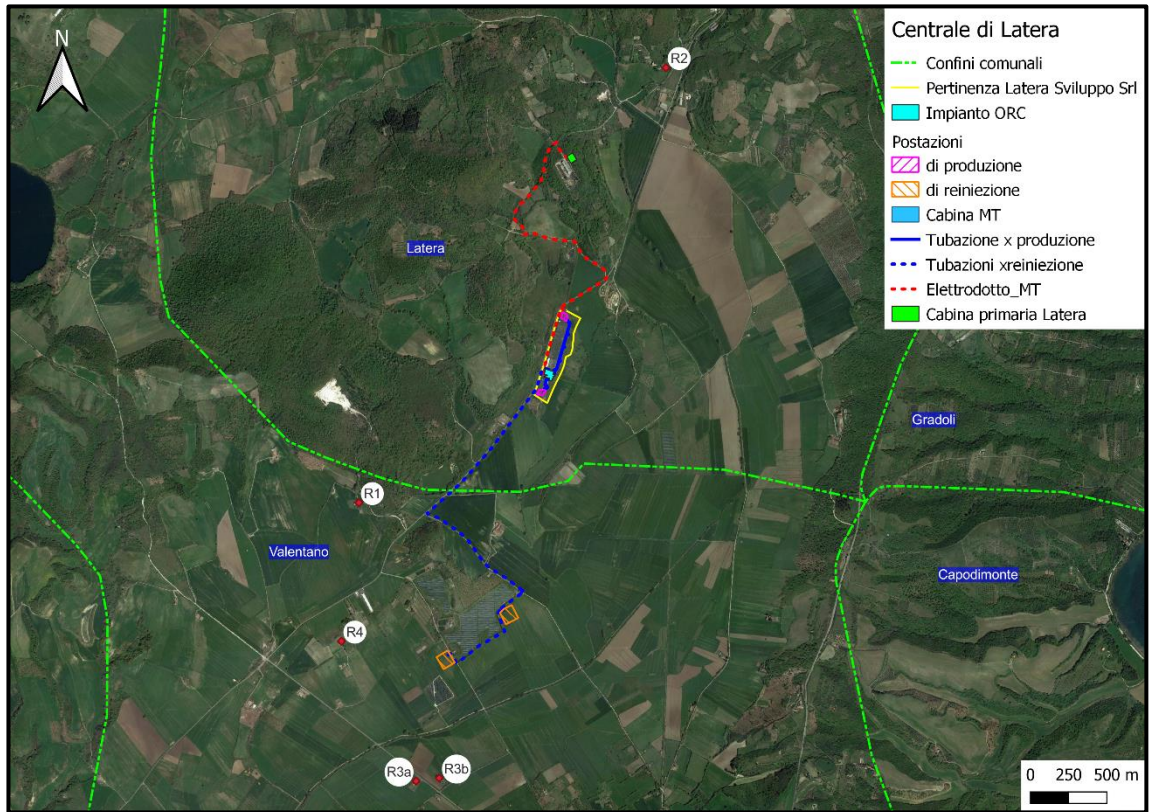 N
Centrale di Latera
Confini comunali
Pertinenza Latera Sviluppo Srl
Impianto ORC
Postazioni
di produzione
di reiniezione
Cabina MT
Tubazione x produzione
Tubazioni xreiniezione
Elettrodotto_MT
Cabina primaria Latera
R2
Latera
Gradoli
R1
Valentano
Capodimonte
R4
R3a
R3b
0 250 500 m